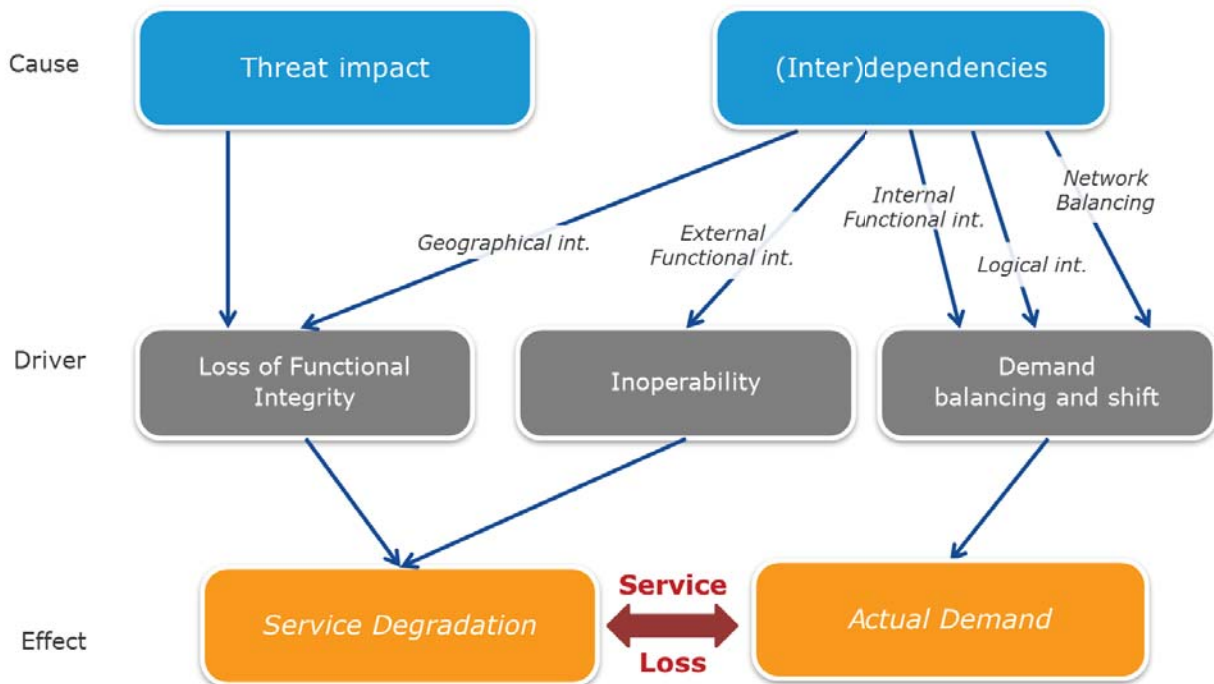 Cause
Threat impact
(Inter)dependencies
Geographical int.
External
Functional int.
Internal
Functional int.
Logical int.
Network
Balancing
Driver
Loss of Functional
Integrity
Inoperability
Demand
balancing and shift
Effect
Service Degradation
Service
Loss
Actual Demand